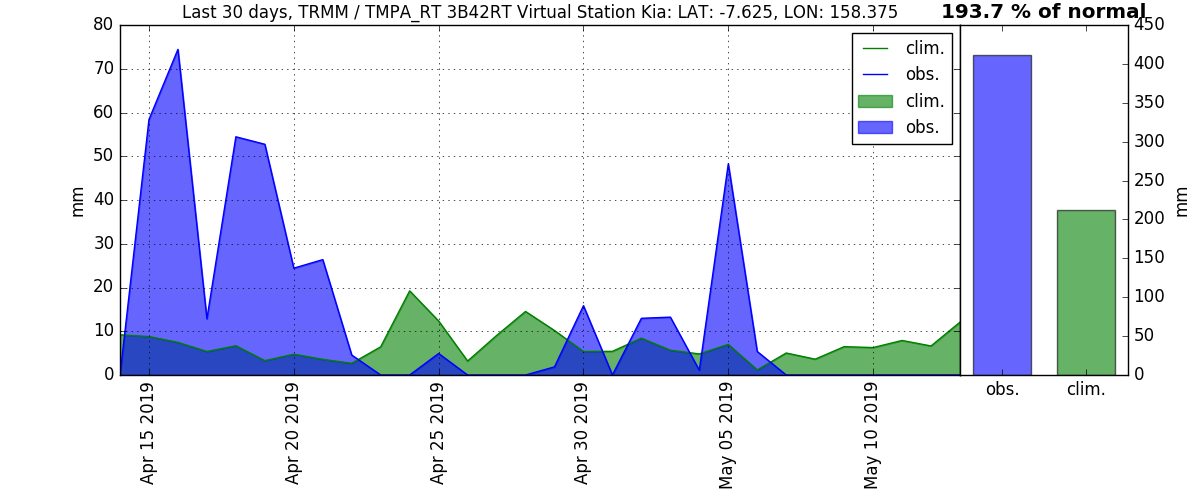 Last 30 days, TRMM / TMPA_RT 3B42RT Virtual Station Kia: LAT: -7.625, LON: 158.375
193.7 % of normal
80
70
60
50
40
30
20
10
0
mm
clim.
obs.
clim.
obs.
Apr 15 2019
Apr 20 2019
Apr 25 2019
Apr 30 2019
May 05 2019
May 10 2019
450
400
350
300
250
200
150
100
50
0
mm
obs.
clim.